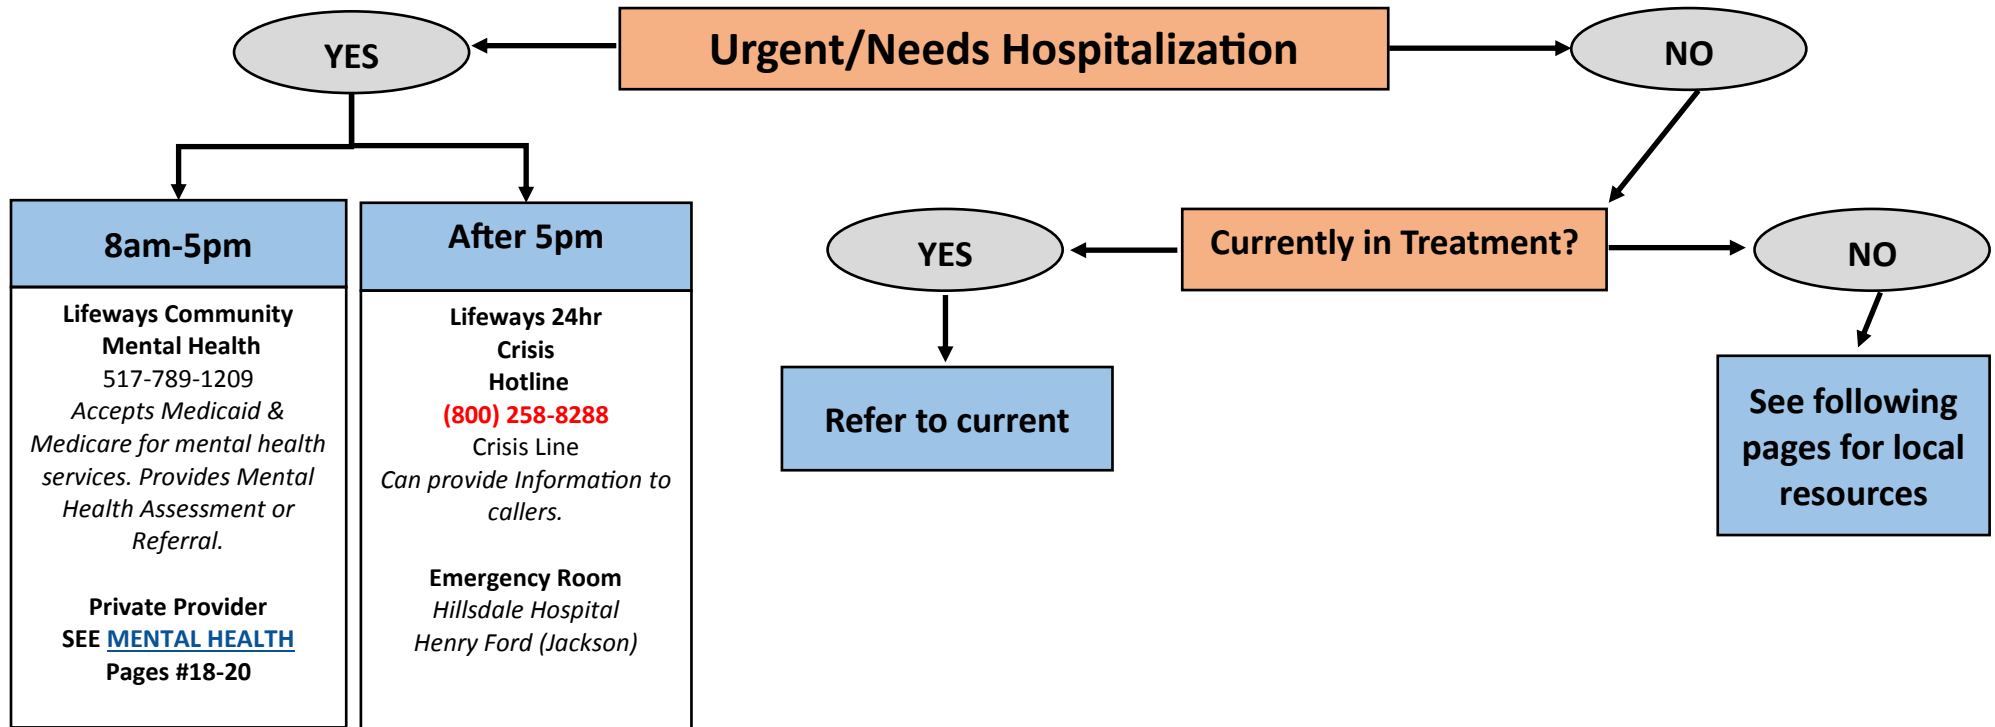 Urgent/Needs Hospitalization
YES
NO
8am-5pm
Lifeways Community
Mental Health
517-789-1209
Accepts Medicaid &
Medicare for mental health
services. Provides Mental
Health Assessment or
Referral.
Private Provider
SEE MENTAL HEALTH
Pages #18-20
After 5pm
Lifeways 24hr
Crisis
Hotline
(800) 258-8288
Crisis Line
Can provide Information to
callers.
Emergency Room
Hillsdale Hospital
Henry Ford (Jackson)
Currently in Treatment?
YES
NO
Refer to current
See following
pages for local
resources